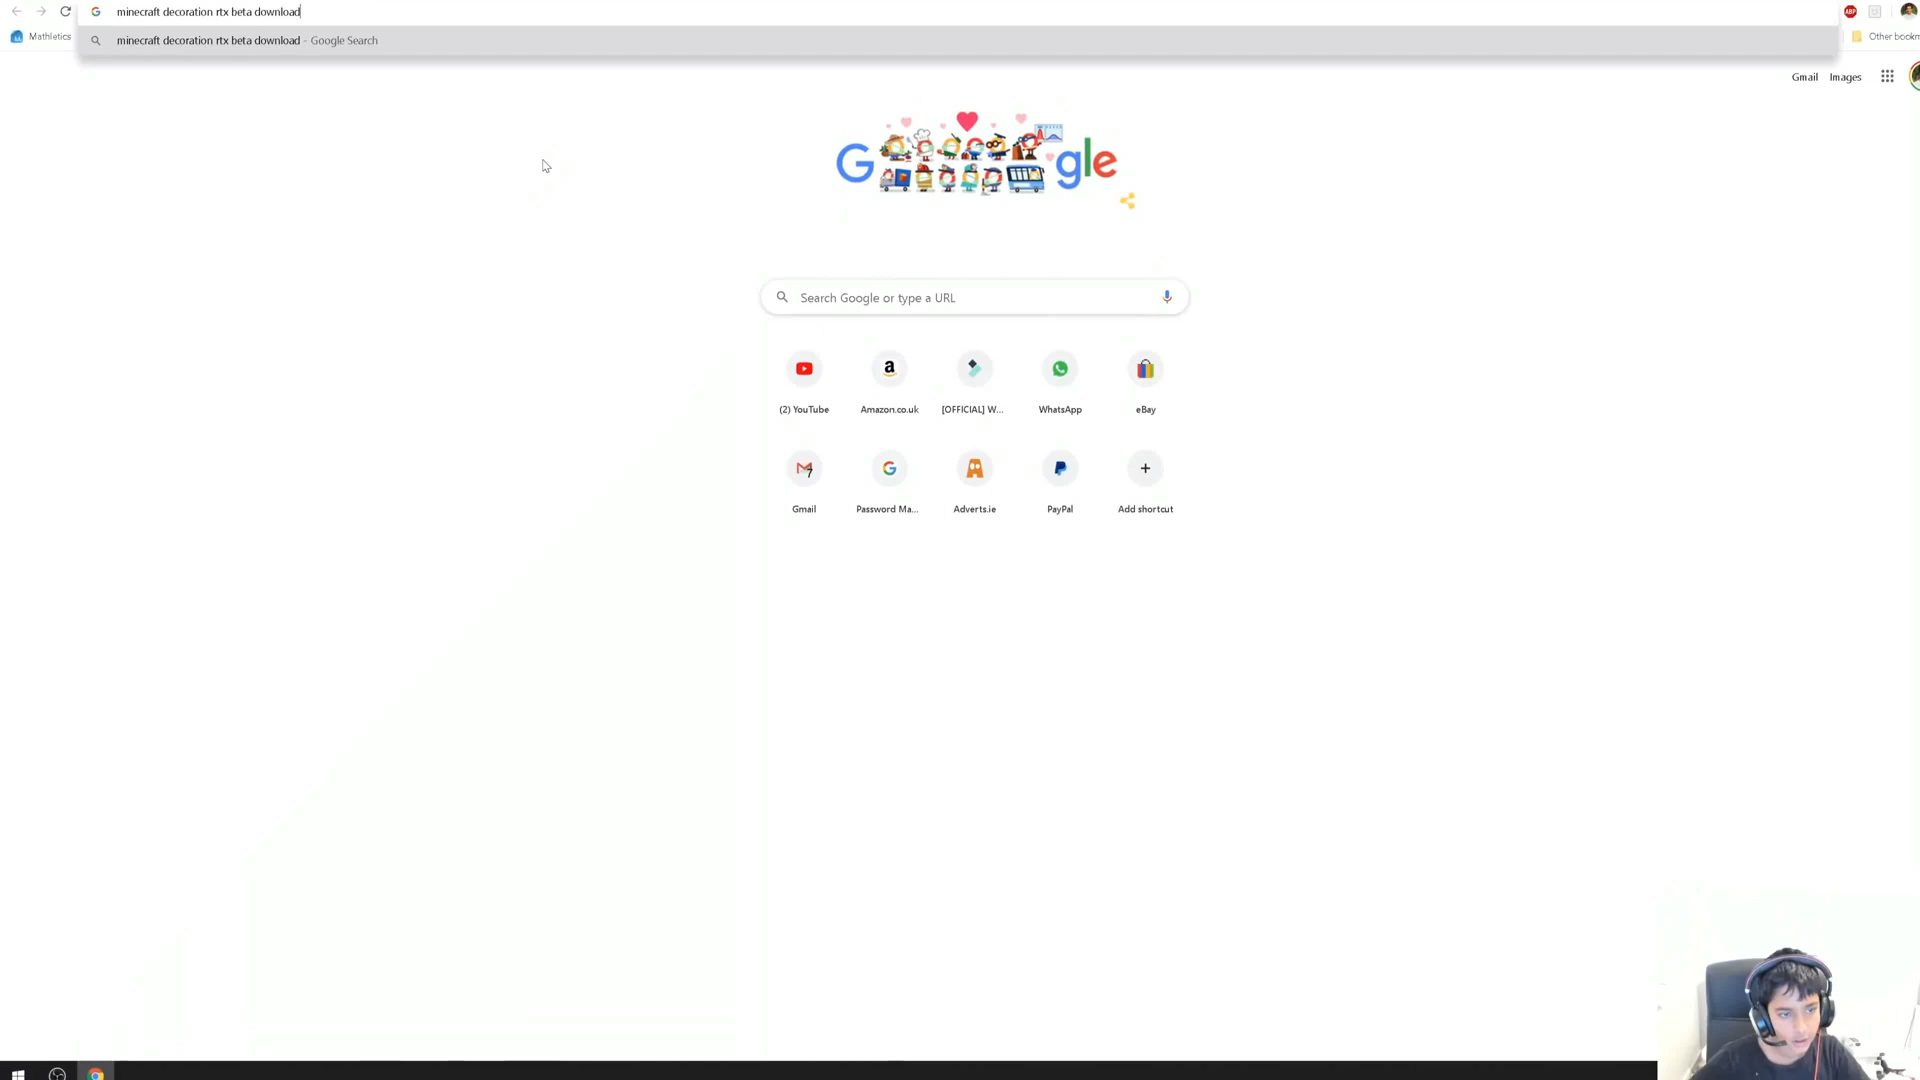 minecraft decoration rtx beta download
Mathletics
minecraft decoration rtx beta download - Google Search
ABP
Other bookm
Gmail Images
G gle
Search Google or type a URL
(2) YouTube Amazon.co.uk [OFFICIAL] W... WhatsApp eBay
Gmail Password Ma... Adverts.ie PayPal Add shortcut